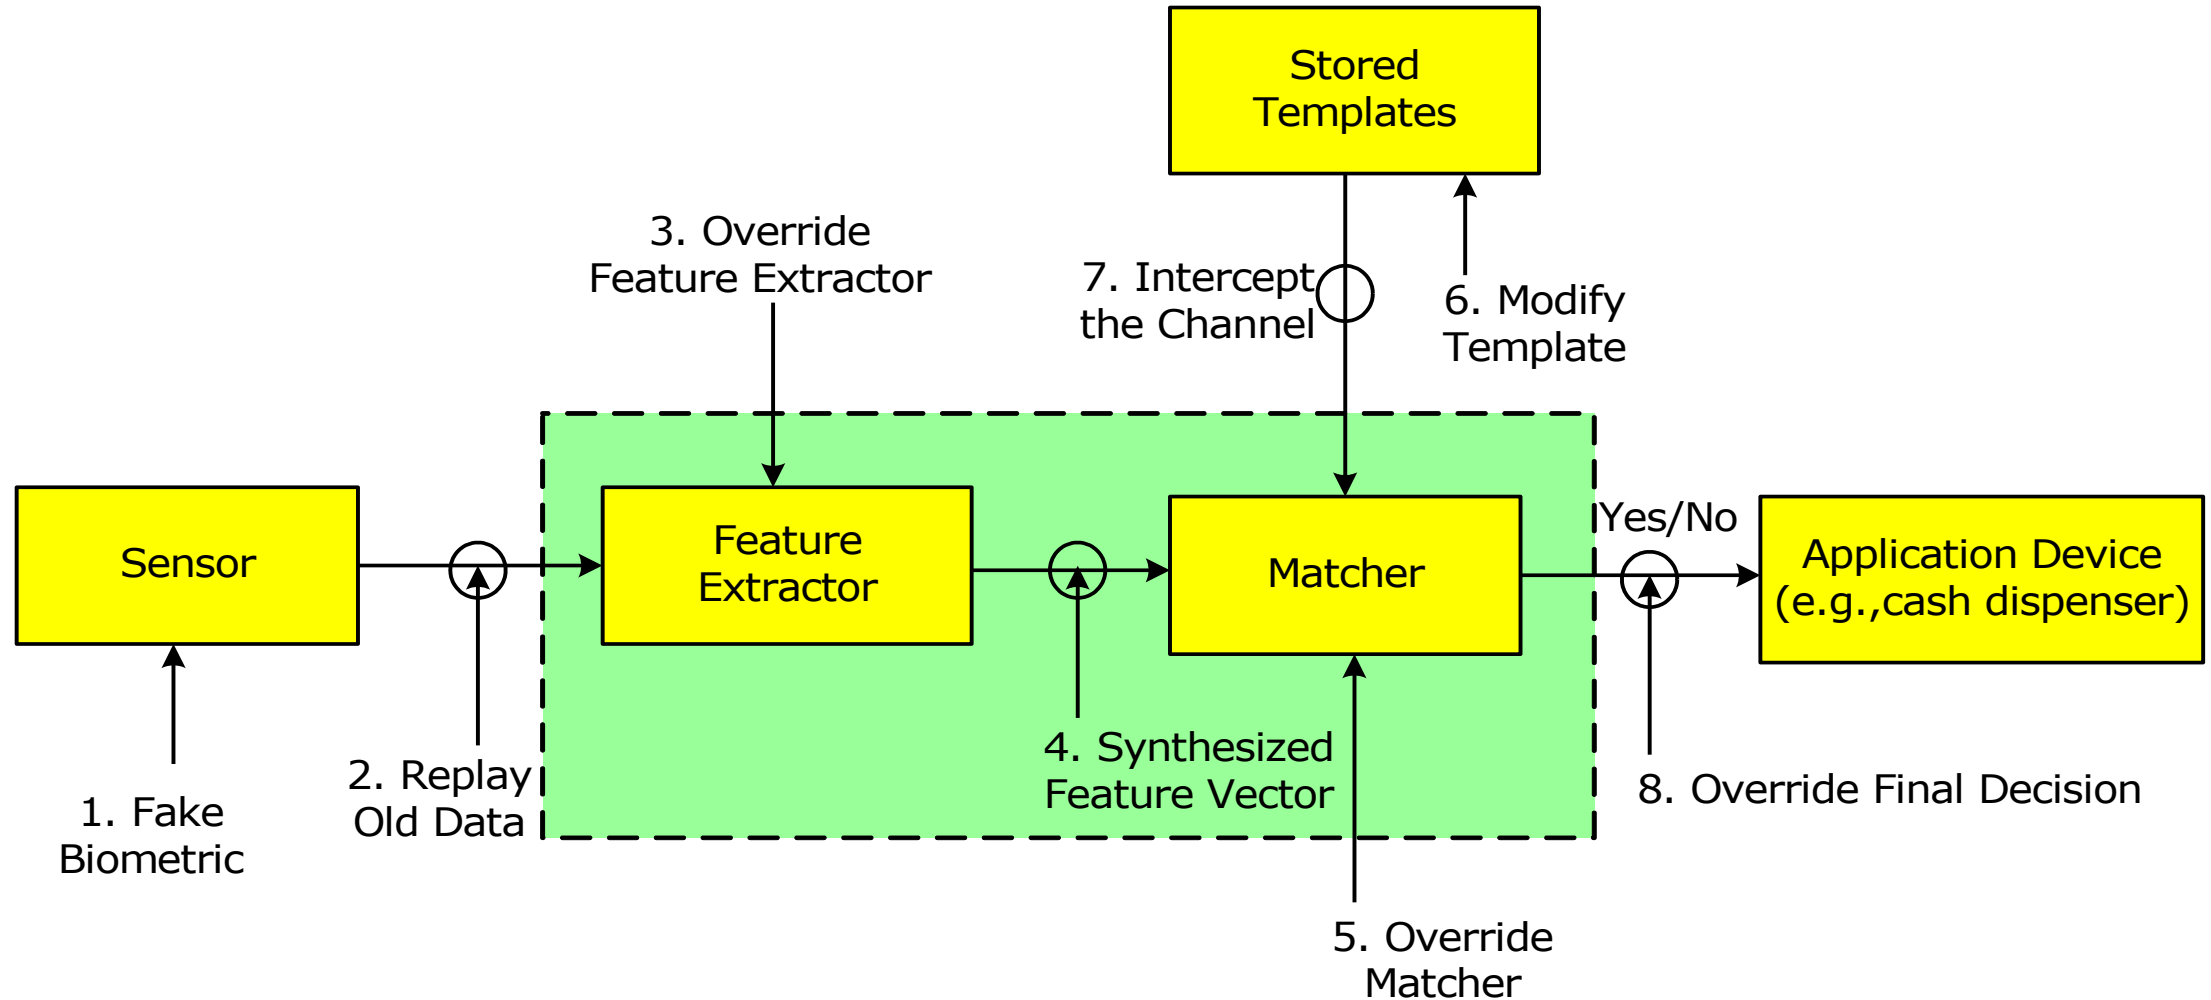 Stored
Templates
3. Override
Feature Extractor
7. Intercept
the Channel
6. Modify
Template
Sensor
Feature
Extractor
Matcher
Yes/No
Application Device
(e.g.,cash dispenser)
1. Fake
Biometric
2. Replay
Old Data
4. Synthesized
Feature Vector
8. Override Final Decision
5. Override
Matcher